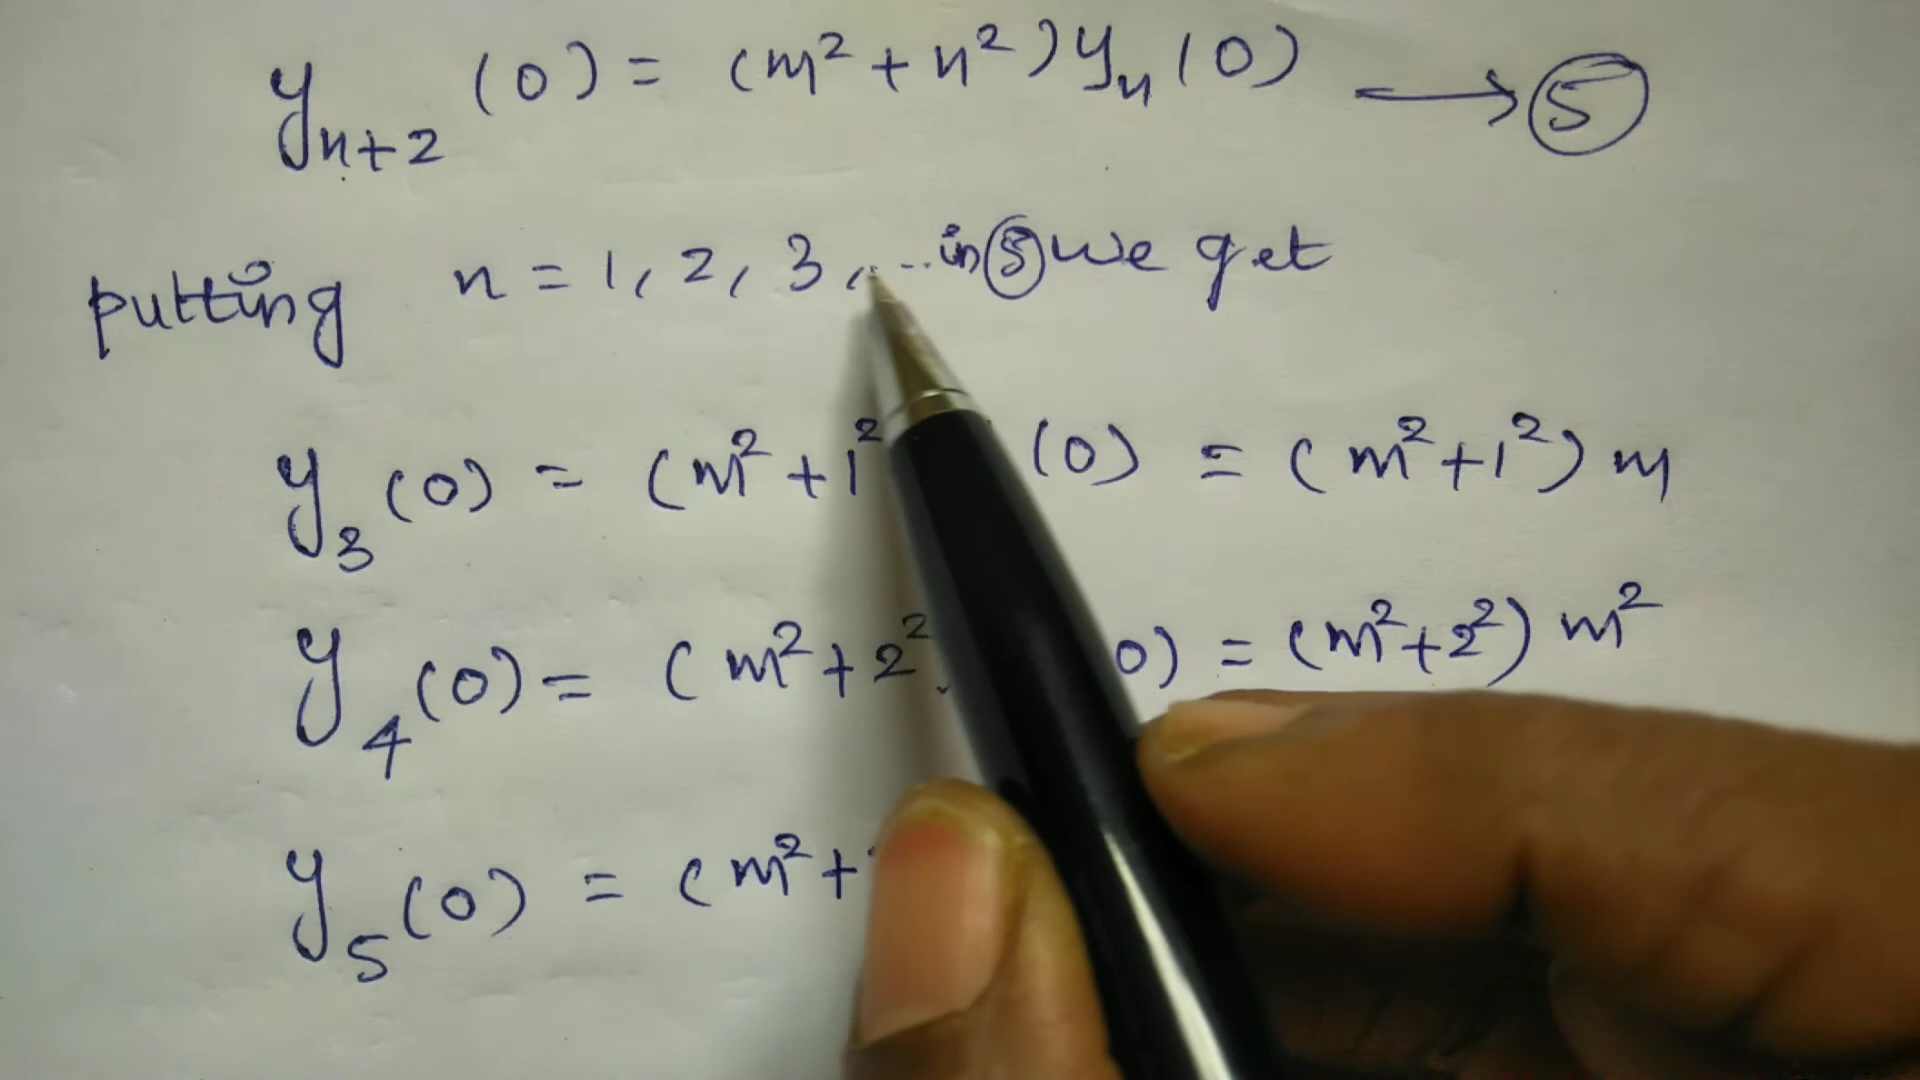 yₙ₊₂(0) = (m² + n²) yₙ(0) → ⑤
putting n = 1, 2, 3, ... in ⑤ we get
y₃(0) = (m² + 1² (0) = (m² + 1²) m
y₄(0) = (m² + 2² 0) = (m² + 2²) m²
y₅(0) = (m² +